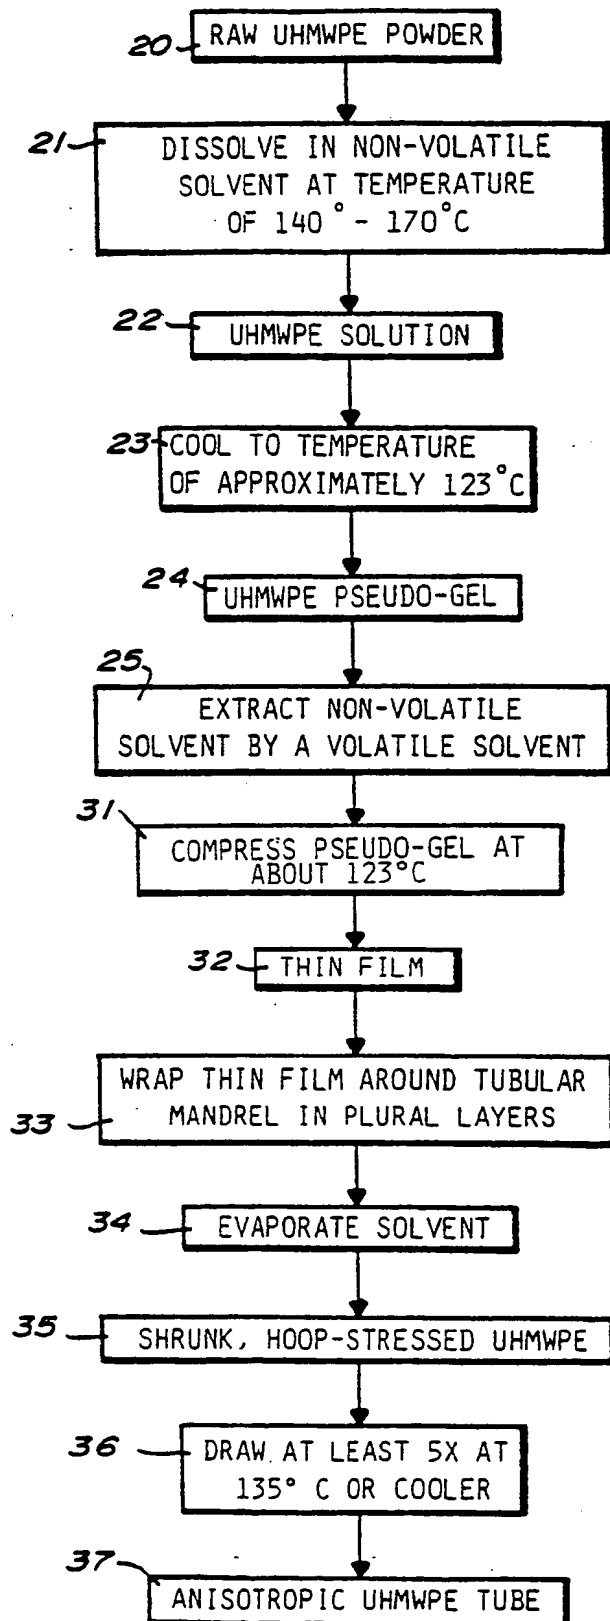 20 RAW UHMWPE POWDER
21 DISSOLVE IN NON-VOLATILE
SOLVENT AT TEMPERATURE
OF 140° - 170°C
22 UHMWPE SOLUTION
23 COOL TO TEMPERATURE
OF APPROXIMATELY 123°C
24 UHMWPE PSEUDO-GEL
25
EXTRACT NON-VOLATILE
SOLVENT BY A VOLATILE SOLVENT
31
COMPRESS PSEUDO-GEL AT
ABOUT 123°C
32 THIN FILM
WRAP THIN FILM AROUND TUBULAR
33 MANDREL IN PLURAL LAYERS
34 EVAPORATE SOLVENT
35 SHRUNK, HOOP-STRESSED UHMWPE
36 DRAW AT LEAST 5X AT
135° C OR COOLER
37
ANISOTROPIC UHMWPE TUBE